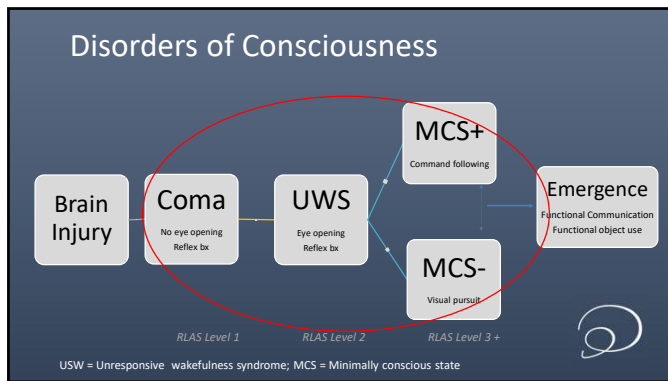 Disorders of Consciousness
Brain
Injury
Coma
No eye opening
Reflex bx
UWS
Eye opening
Reflex bx
MCS+
Command following
MCS-
Visual pursuit
Emergence
Functional Communication
Functional object use
RLAS Level 1
RLAS Level 2
RLAS Level 3 +
USW = Unresponsive wakefulness syndrome; MCS = Minimally conscious state